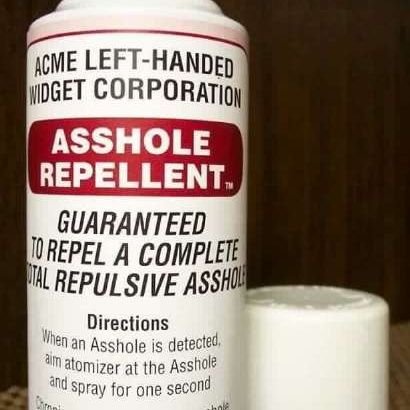 ACME LEFT-HANDED
WIDGET CORPORATION
ASSHOLE
REPELLENT™
GUARANTEED
TO REPEL A COMPLETE
TOTAL REPULSIVE ASSHOLE
Directions
When an Asshole is detected,
aim atomizer at the Asshole
and spray for one second